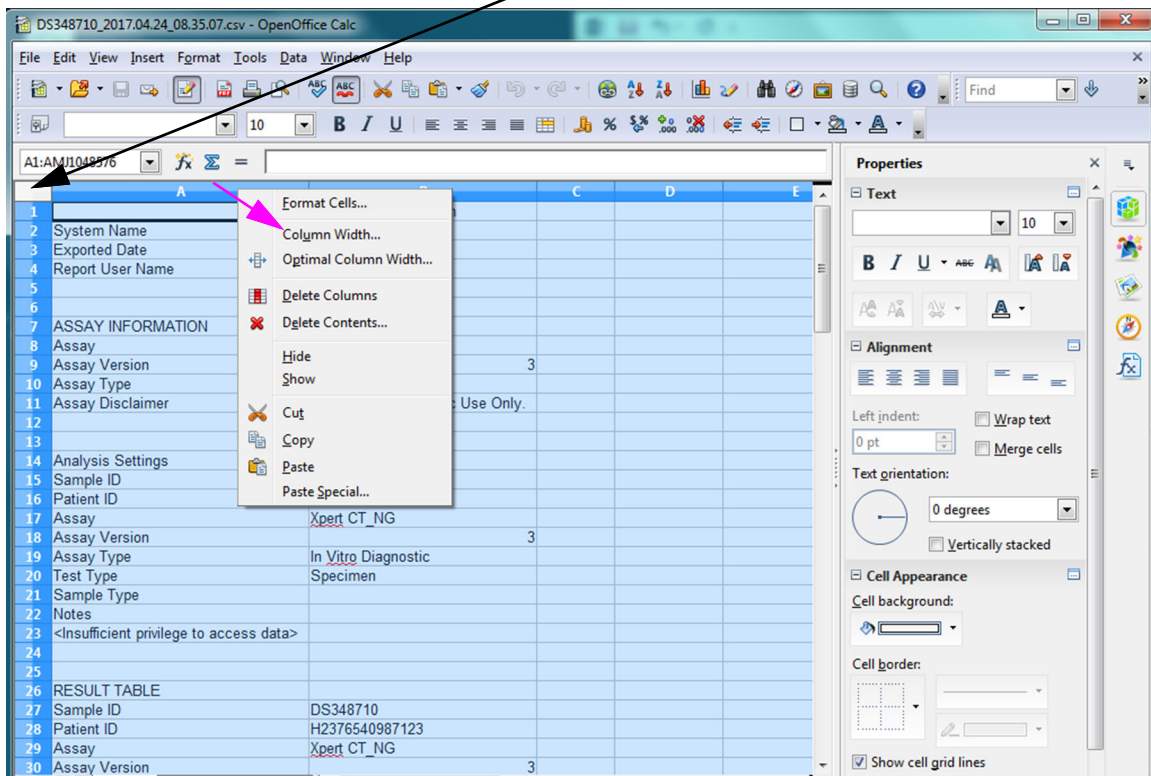 DS348710_2017.04.24_08.35.07.csv - OpenOffice Calc
File Edit View Insert Format Tools Data Window Help
Find
10
A1:AMJ1048576
A C D E
1
2 System Name
3 Exported Date
4 Report User Name
5
6
7 ASSAY INFORMATION
8 Assay
9 Assay Version 3
10 Assay Type
11 Assay Disclaimer Use Only.
12
13
14 Analysis Settings
15 Sample ID
16 Patient ID
17 Assay Xpert CT_NG
18 Assay Version 3
19 Assay Type In Vitro Diagnostic
20 Test Type Specimen
21 Sample Type
22 Notes
23 <Insufficient privilege to access data>
24
25
26 RESULT TABLE
27 Sample ID DS348710
28 Patient ID H2376540987123
29 Assay Xpert CT_NG
30 Assay Version 3
Format Cells...
Column Width...
Optimal Column Width...
Delete Columns
Delete Contents...
Hide
Show
Cut
Copy
Paste
Paste Special...
Properties
Text
10
Alignment
Left indent:
Wrap text
0 pt
Merge cells
Text orientation:
0 degrees
Vertically stacked
Cell Appearance
Cell background:
Cell border:
Show cell grid lines